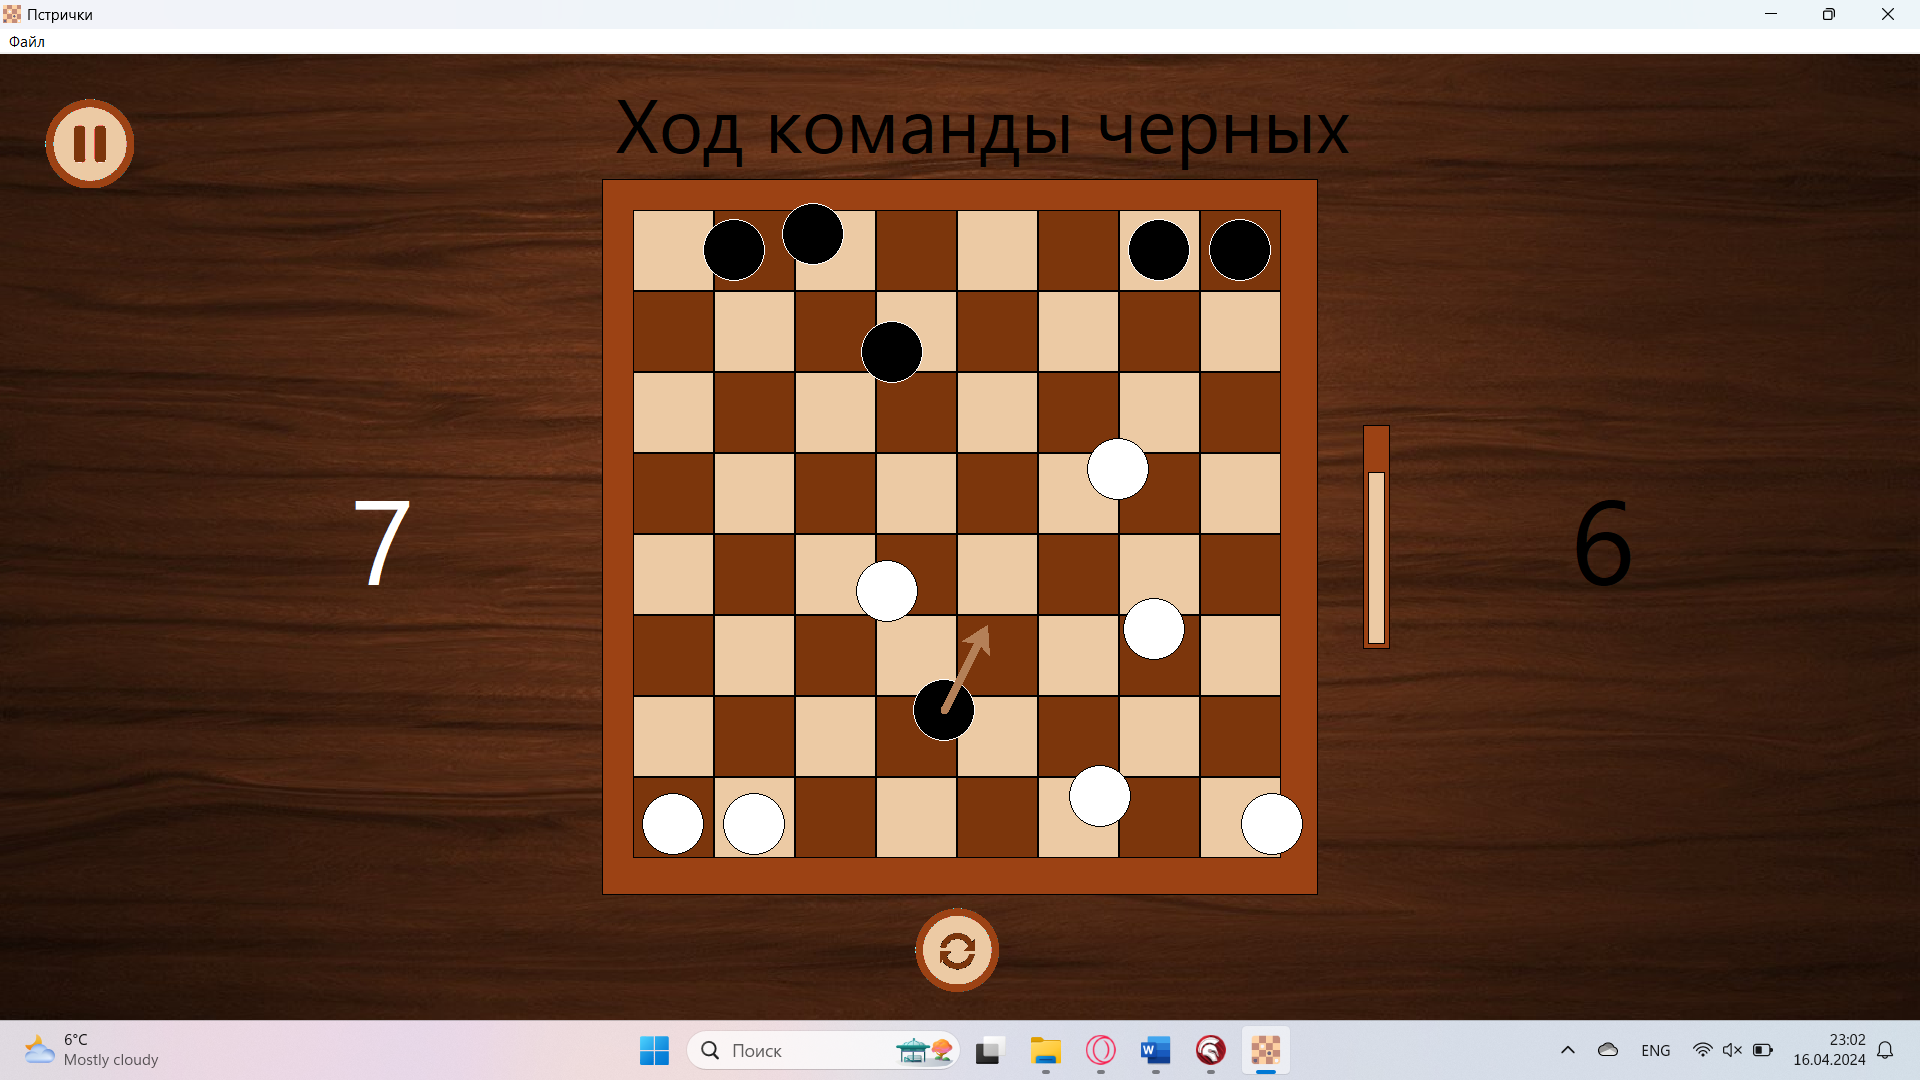 Пстрички
Файл
Ход команды черных
7
6
6°C
Mostly cloudy
Поиск
W
ENG
23:02
16.04.2024